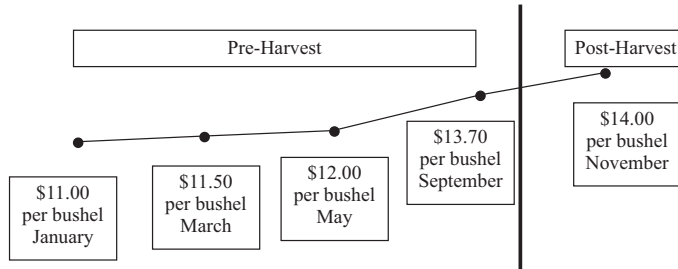 Pre-Harvest
Post-Harvest
$11.00
per bushel
January
$11.50
per bushel
March
$12.00
per bushel
May
$13.70
per bushel
September
$14.00
per bushel
November